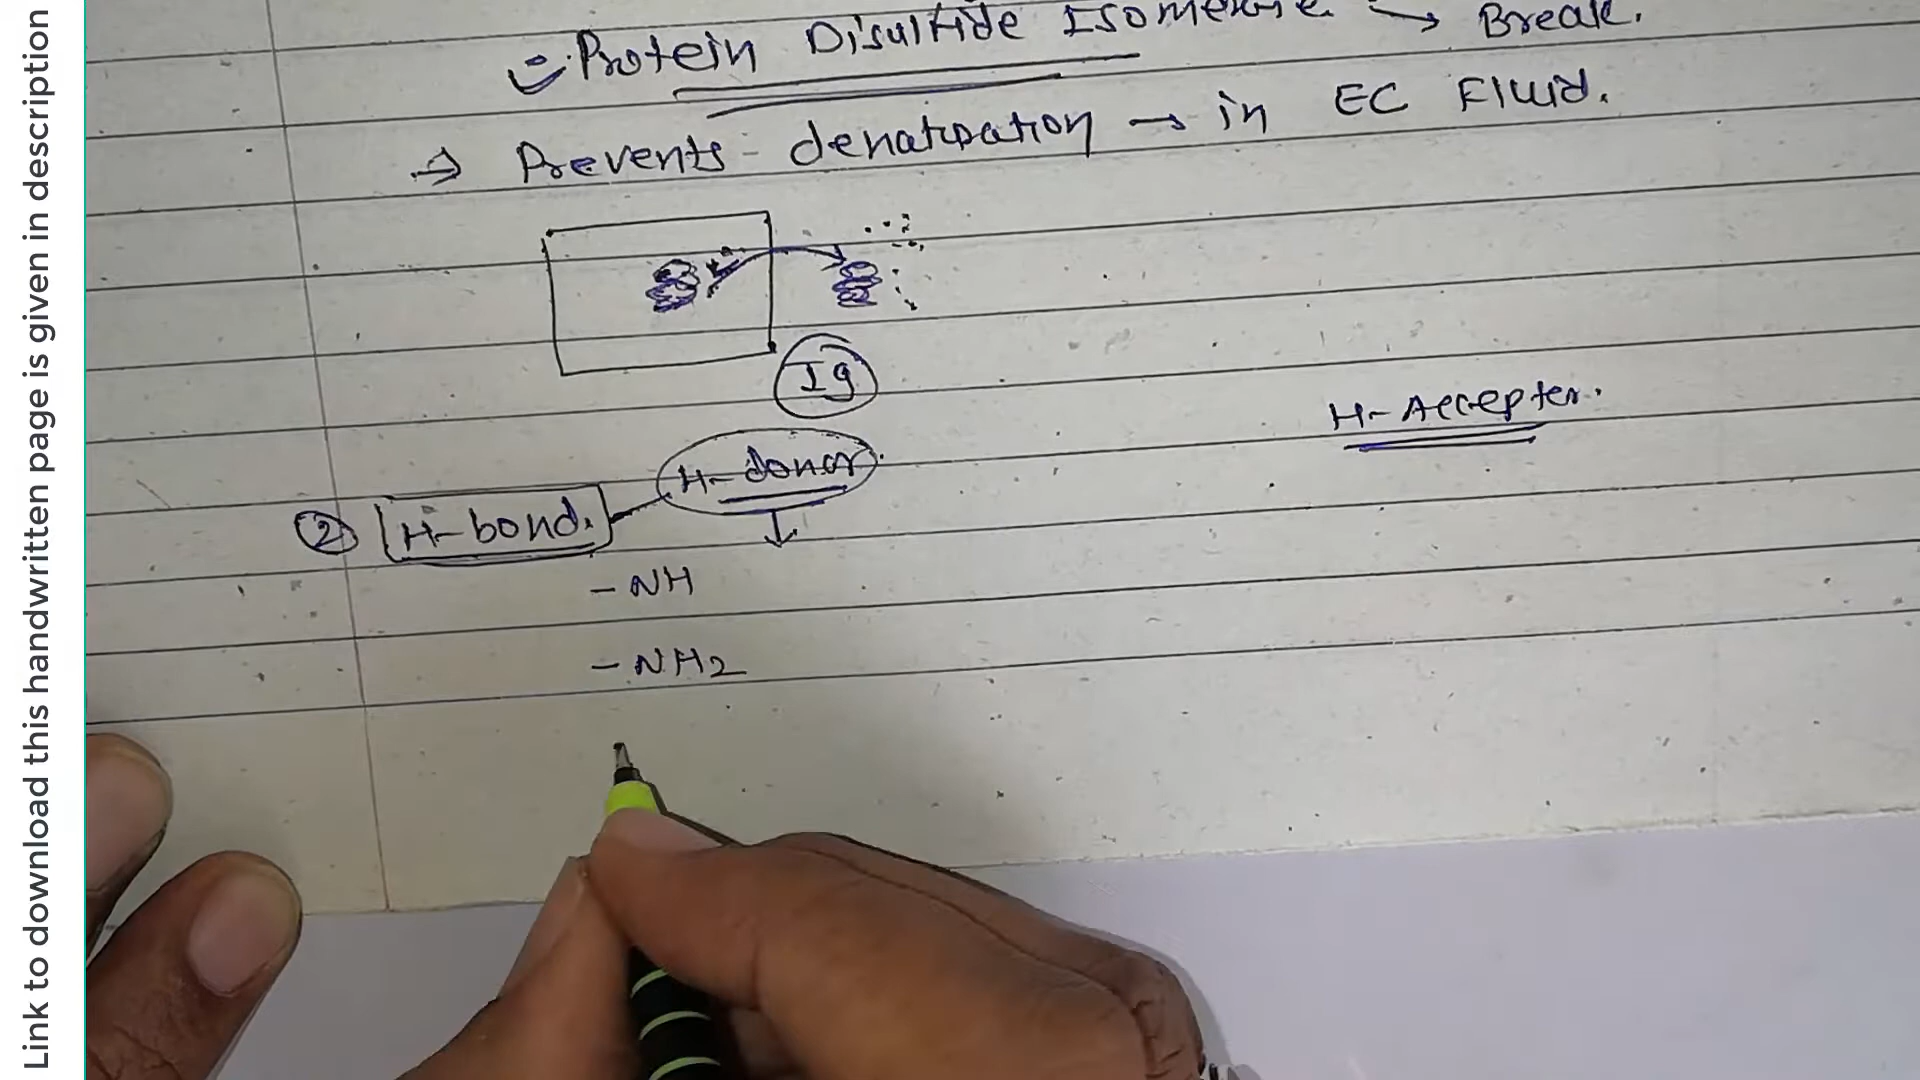 Link to download this handwritten page is given in description
Protein Disulfide Isomerase → Break.
→ Prevents - denaturation → in EC Fluid.
Ig
H-Accepter.
H-donor.
② H-bond.
- NH
- NH2